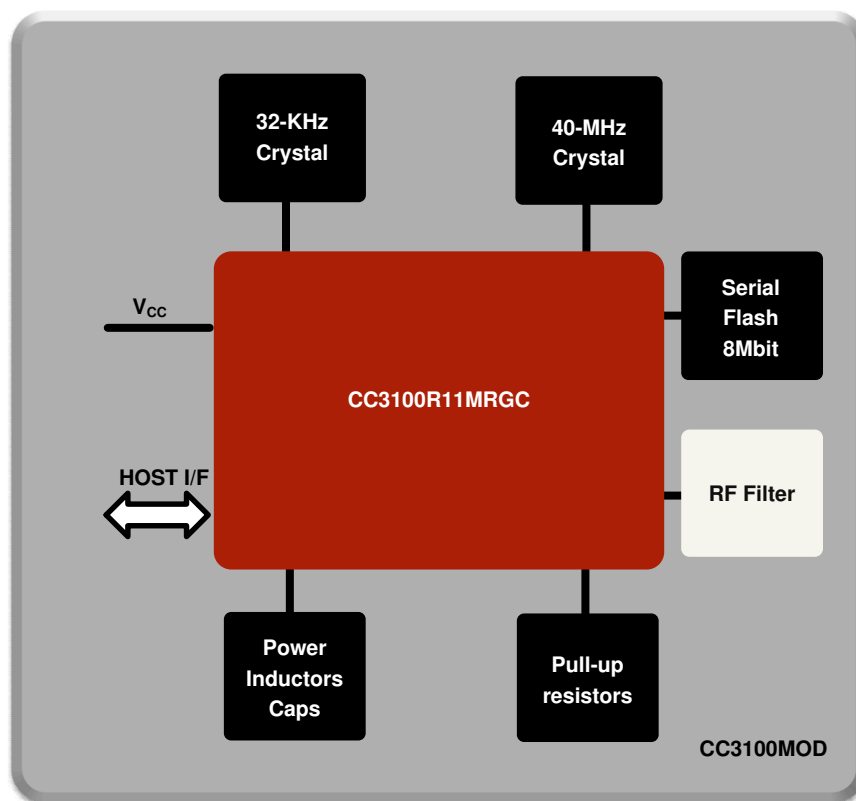 32-KHz
Crystal
40-MHz
Crystal
VCC
Serial
Flash
8Mbit
CC3100R11MRGC
HOST I/F
RF Filter
Power
Inductors
Caps
Pull-up
resistors
CC3100MOD